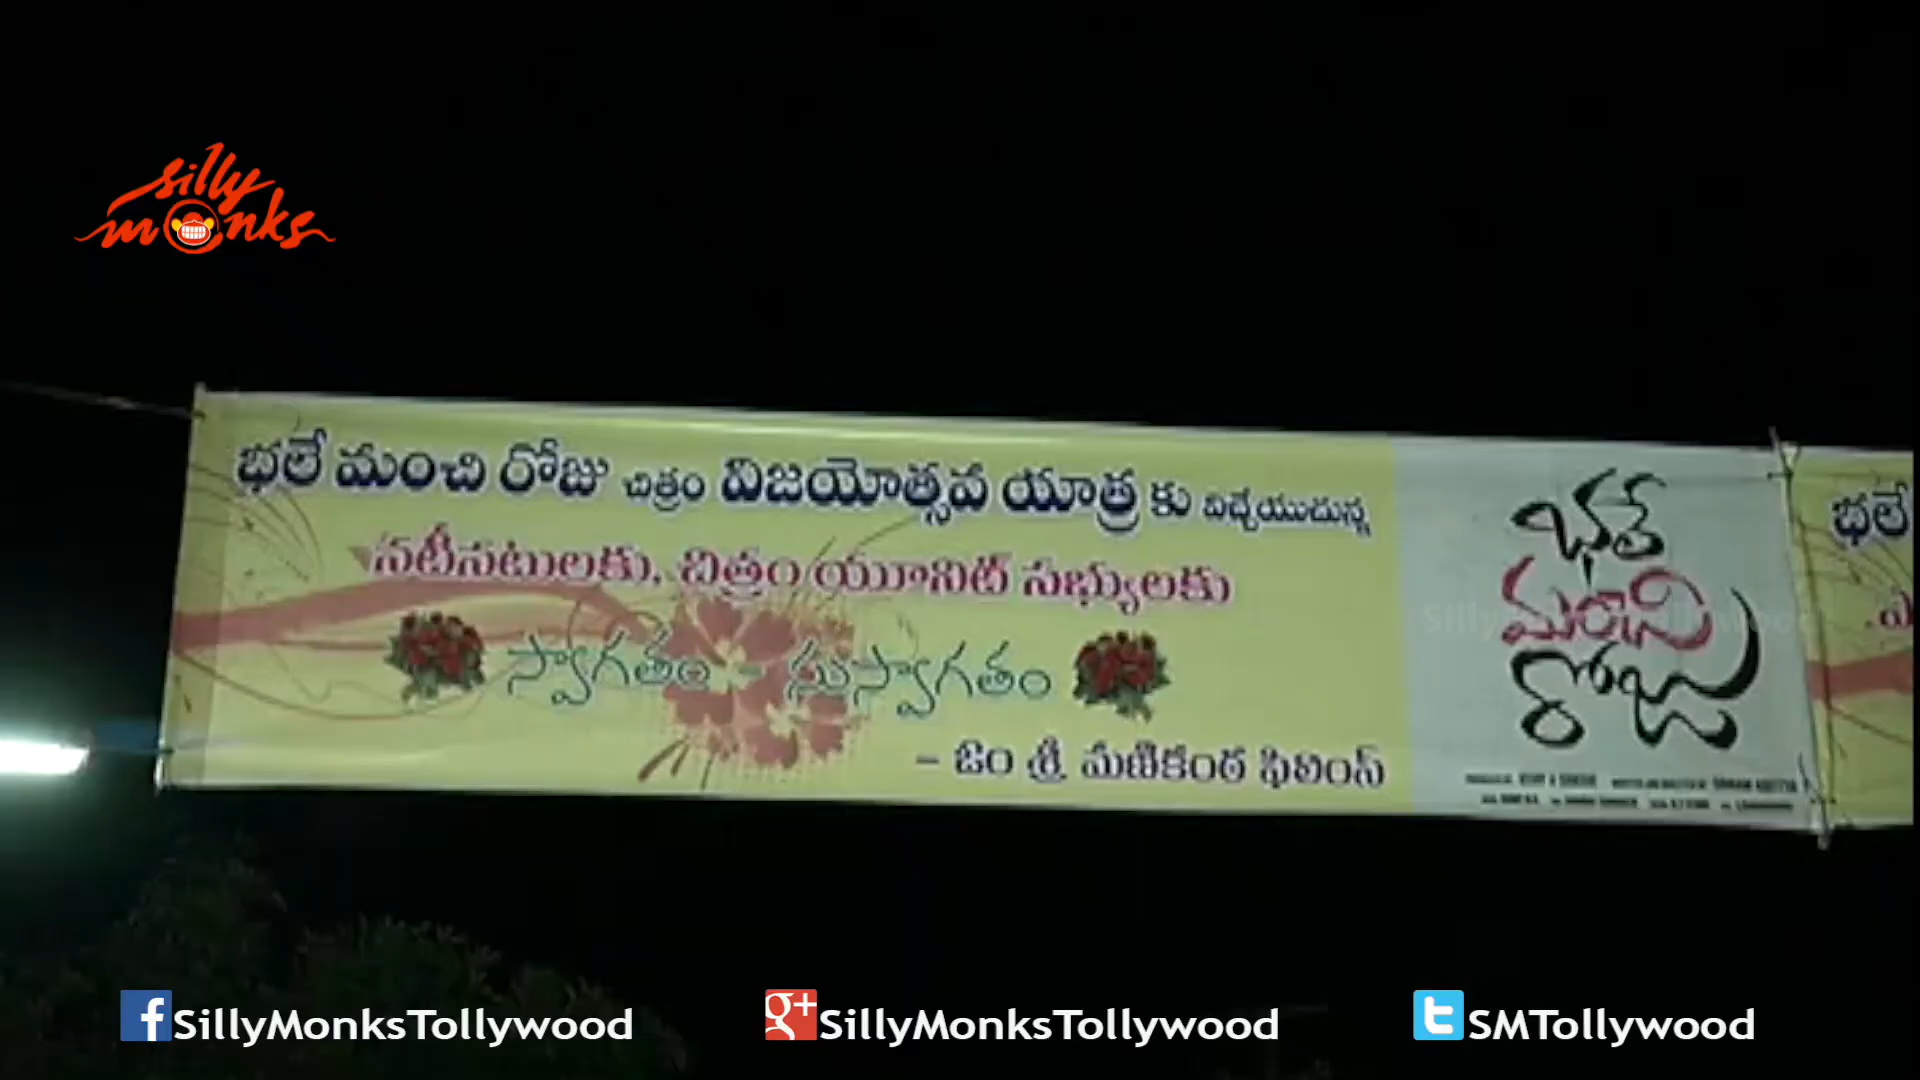 silly
monks
భలే మంచి రోజు చిత్రం విజయోత్సవ యాత్ర కు విచ్చేయుచున్న
నటీనటులకు, చిత్రం యూనిట్ సభ్యులకు
స్వాగతం - సుస్వాగతం
- ఓం శ్రీ మణికంఠ ఫిలింస్
భలే
మంచి
రోజు
భలే
SillyMonksTollywood
SillyMonksTollywood
SMTollywood